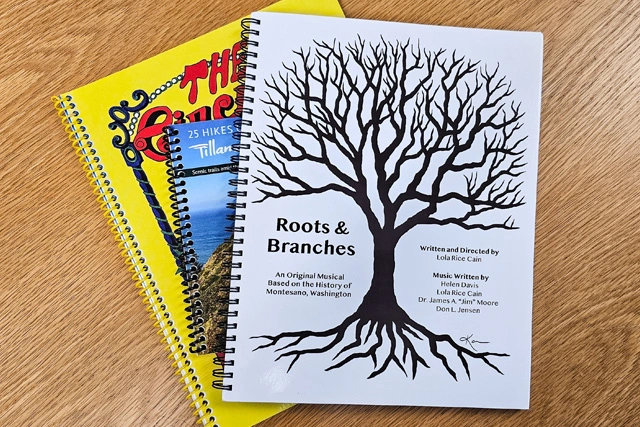 THE
25 HIKES
Scenic trails
Roots &
Branches
An Original Musical
Based on the History of
Montesano, Washington
Written and Directed by
Lola Rice Cain
Music Written by
Helen Davis
Lola Rice Cain
Dr. James A. "Jim" Moore
Don L. Jensen